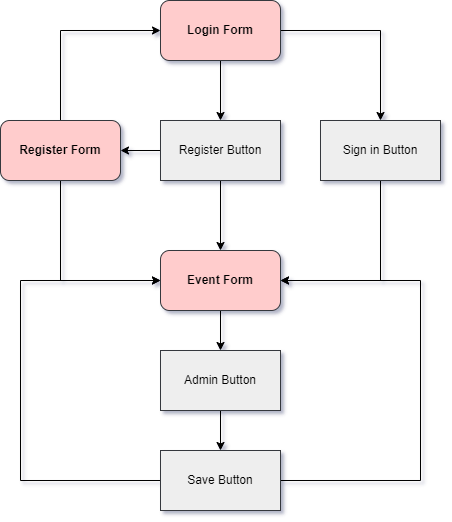 Login Form
Register Form
Register Button
Sign in Button
Event Form
Admin Button
Save Button